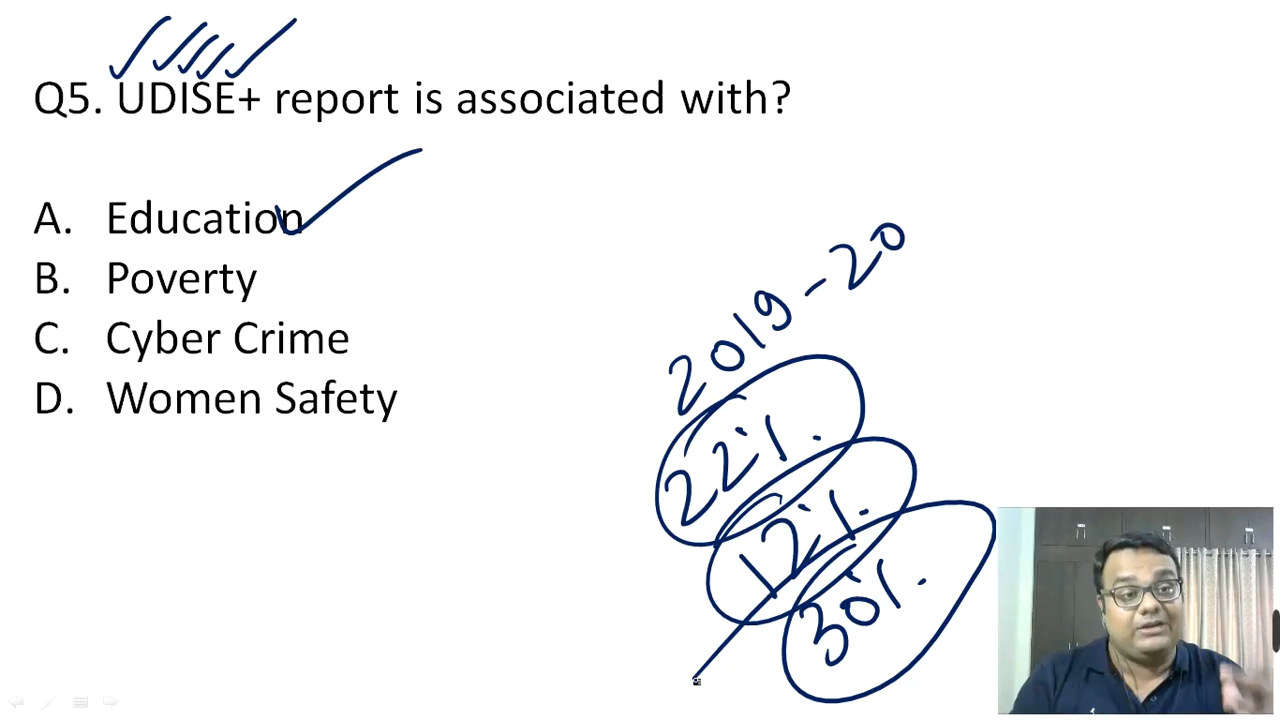 Q5. UDISE+ report is associated with?
A. Education
B. Poverty
C. Cyber Crime
D. Women Safety
2019-20
22%.
12%.
30%.